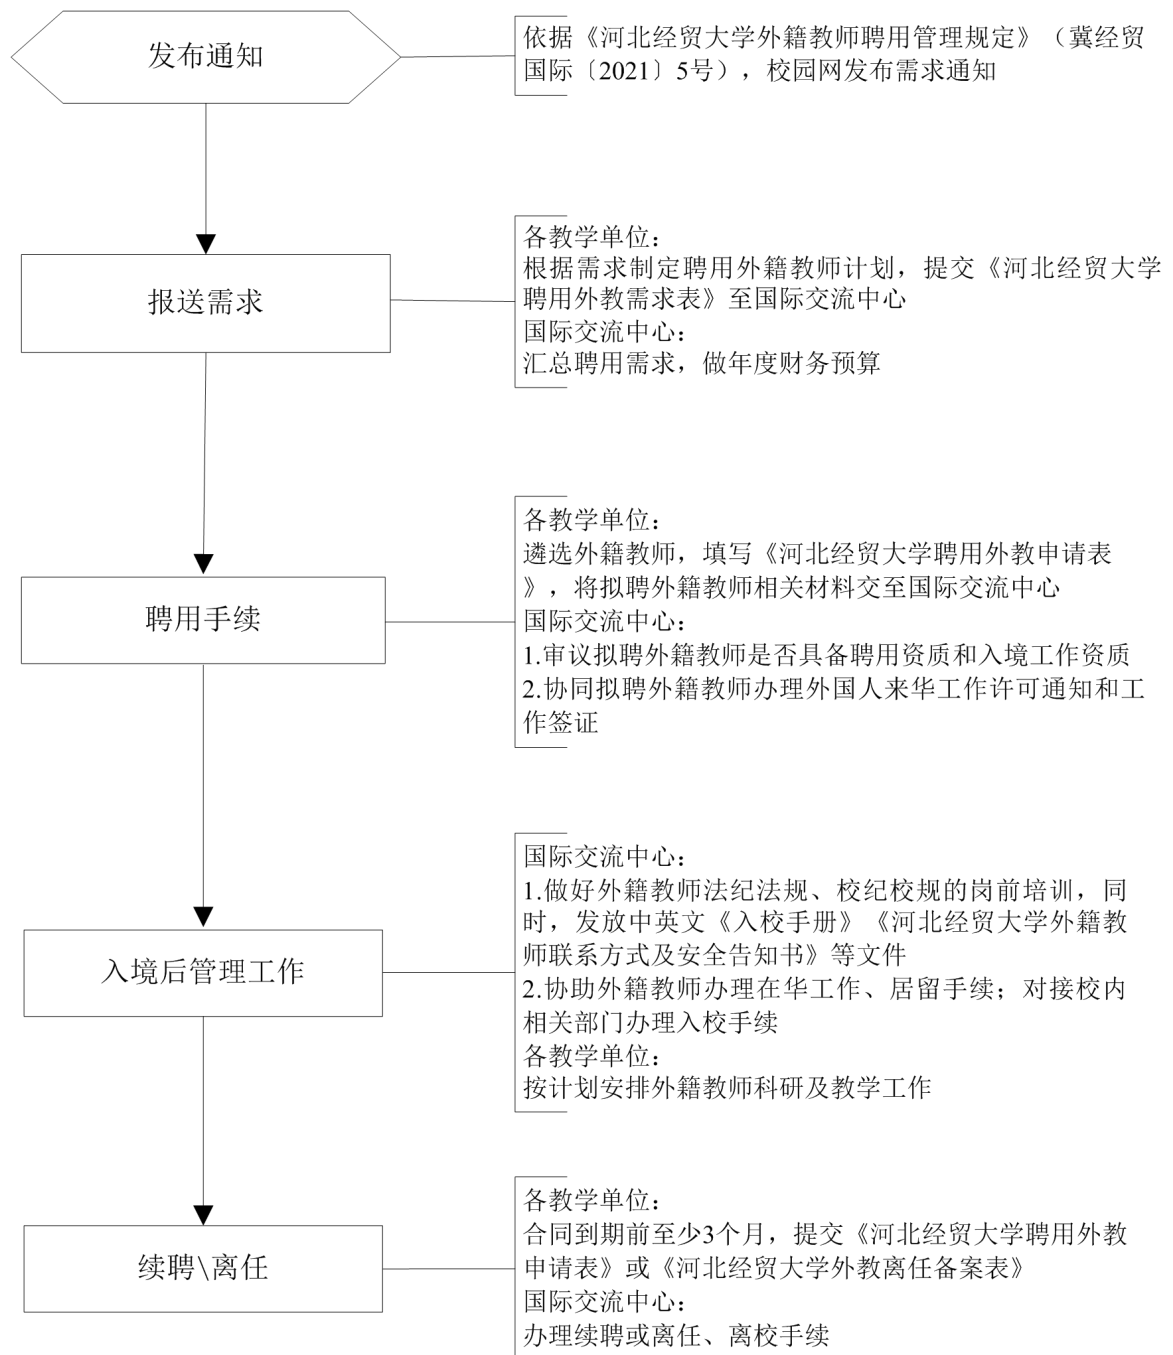 发布通知
依据《河北经贸大学外籍教师聘用管理规定》（冀经贸
国际〔2021〕5号），校园网发布需求通知
报送需求
各教学单位：
根据需求制定聘用外籍教师计划，提交《河北经贸大学
聘用外教需求表》至国际交流中心
国际交流中心：
汇总聘用需求，做年度财务预算
聘用手续
各教学单位：
遴选外籍教师，填写《河北经贸大学聘用外教申请表
》，将拟聘外籍教师相关材料交至国际交流中心
国际交流中心：
1.审议拟聘外籍教师是否具备聘用资质和入境工作资质
2.协同拟聘外籍教师办理外国人来华工作许可通知和工
作签证
入境后管理工作
国际交流中心：
1.做好外籍教师法纪法规、校纪校规的岗前培训，同
时，发放中英文《入校手册》《河北经贸大学外籍教
师联系方式及安全告知书》等文件
2.协助外籍教师办理在华工作、居留手续；对接校内
相关部门办理入校手续
各教学单位：
按计划安排外籍教师科研及教学工作
续聘\离任
各教学单位：
合同到期前至少3个月，提交《河北经贸大学聘用外教
申请表》或《河北经贸大学外教离任备案表》
国际交流中心：
办理续聘或离任、离校手续